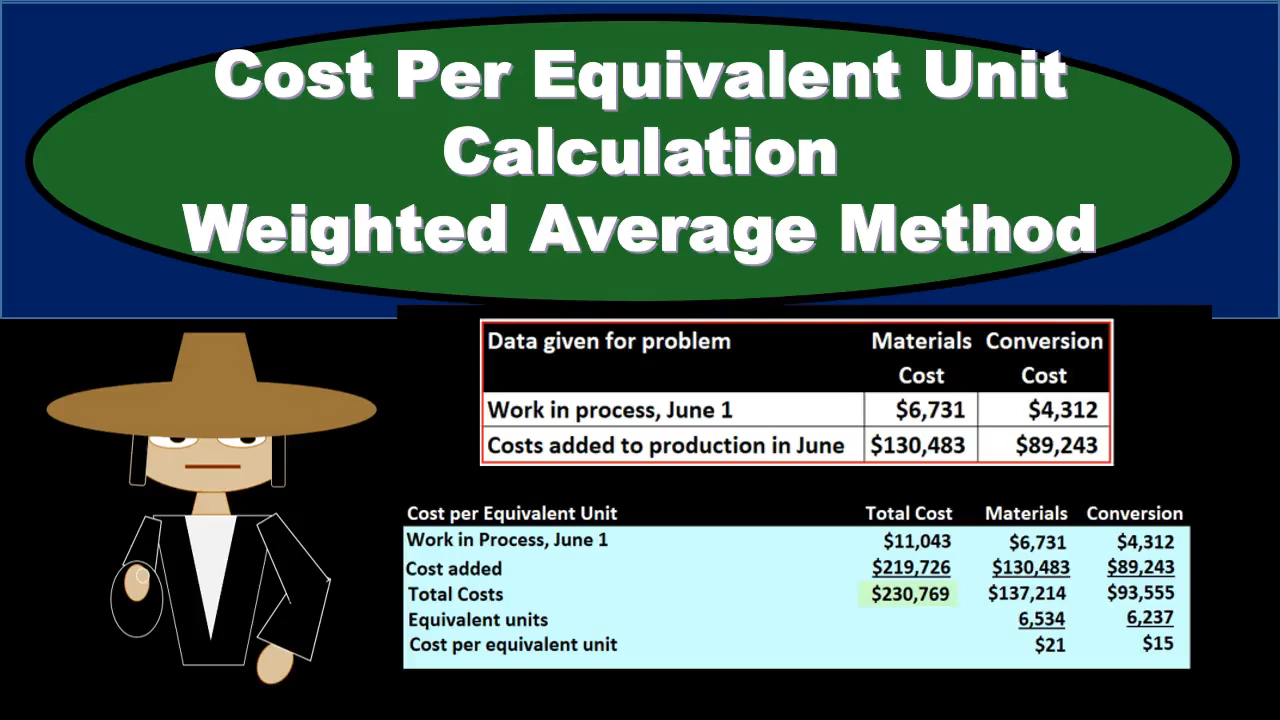 Cost Per Equivalent Unit
Calculation
Weighted Average Method
Data given for problem Materials Conversion
Cost Cost
Work in process, June 1 $6,731 $4,312
Costs added to production in June $130,483 $89,243
Cost per Equivalent Unit Total Cost Materials Conversion
Work in Process, June 1 $11,043 $6,731 $4,312
Cost added $219,726 $130,483 $89,243
Total Costs $230,769 $137,214 $93,555
Equivalent units 6,534 6,237
Cost per equivalent unit $21 $15